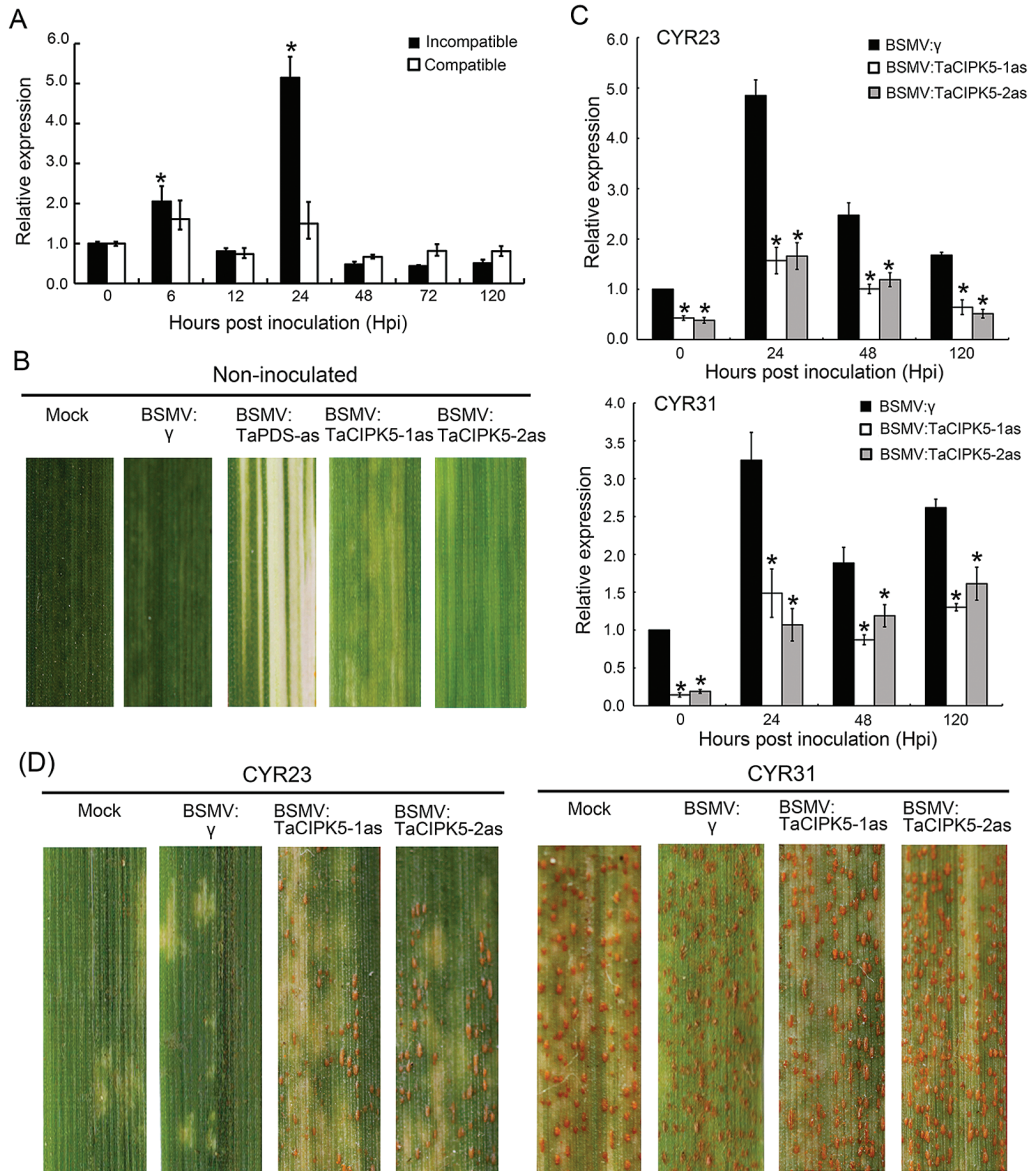 A
6.0
5.0
4.0
3.0
2.0
1.0
0.0
Relative expression
* *
Incompatible
Compatible
0 6 12 24 48 72 120
Hours post inoculation (Hpi)
B
Non-inoculated
Mock
BSMV:
γ
BSMV:
TaPDS-as
BSMV:
TaCIPK5-1as
BSMV:
TaCIPK5-2as
C
CYR23
BSMV:γ
BSMV:TaCIPK5-1as
BSMV:TaCIPK5-2as
6.0
5.0
4.0
3.0
2.0
1.0
0.0
Relative expression
* * * * * * * *
0 24 48 120
Hours post inoculation (Hpi)
CYR31
BSMV:γ
BSMV:TaCIPK5-1as
BSMV:TaCIPK5-2as
4.0
3.5
3.0
2.5
2.0
1.5
1.0
0.5
0.0
Relative expression
* * * * * * * *
0 24 48 120
Hours post inoculation (Hpi)
(D)
CYR23
Mock
BSMV:
γ
BSMV:
TaCIPK5-1as
BSMV:
TaCIPK5-2as
CYR31
Mock
BSMV:
γ
BSMV:
TaCIPK5-1as
BSMV:
TaCIPK5-2as